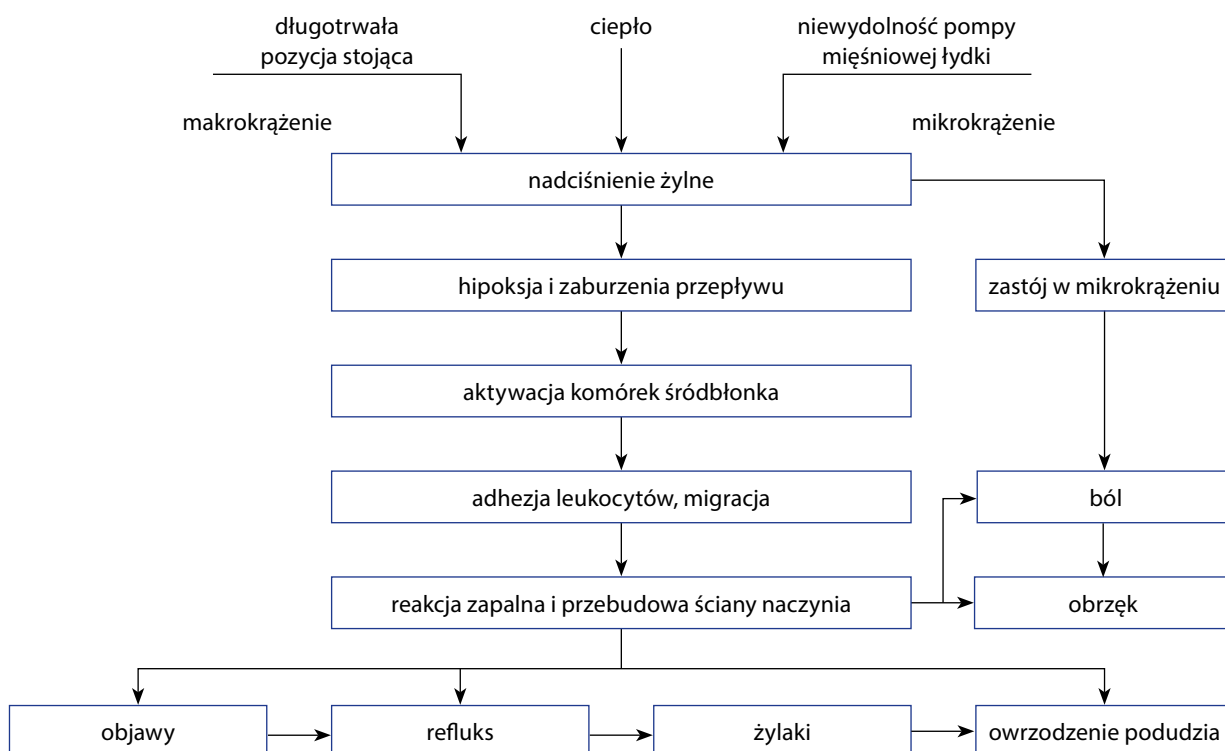 długotrwała
pozycja stojąca
ciepło
niewydolność pompy
mięśniowej łydki
makrokrążenie
mikrokrążenie
nadciśnienie żylne
hipoksja i zaburzenia przepływu
zastój w mikrokrążeniu
aktywacja komórek śródbłonka
adhezja leukocytów, migracja
ból
reakcja zapalna i przebudowa ściany naczynia
obrzęk
objawy
refluks
żylaki
owrzodzenie podudzia